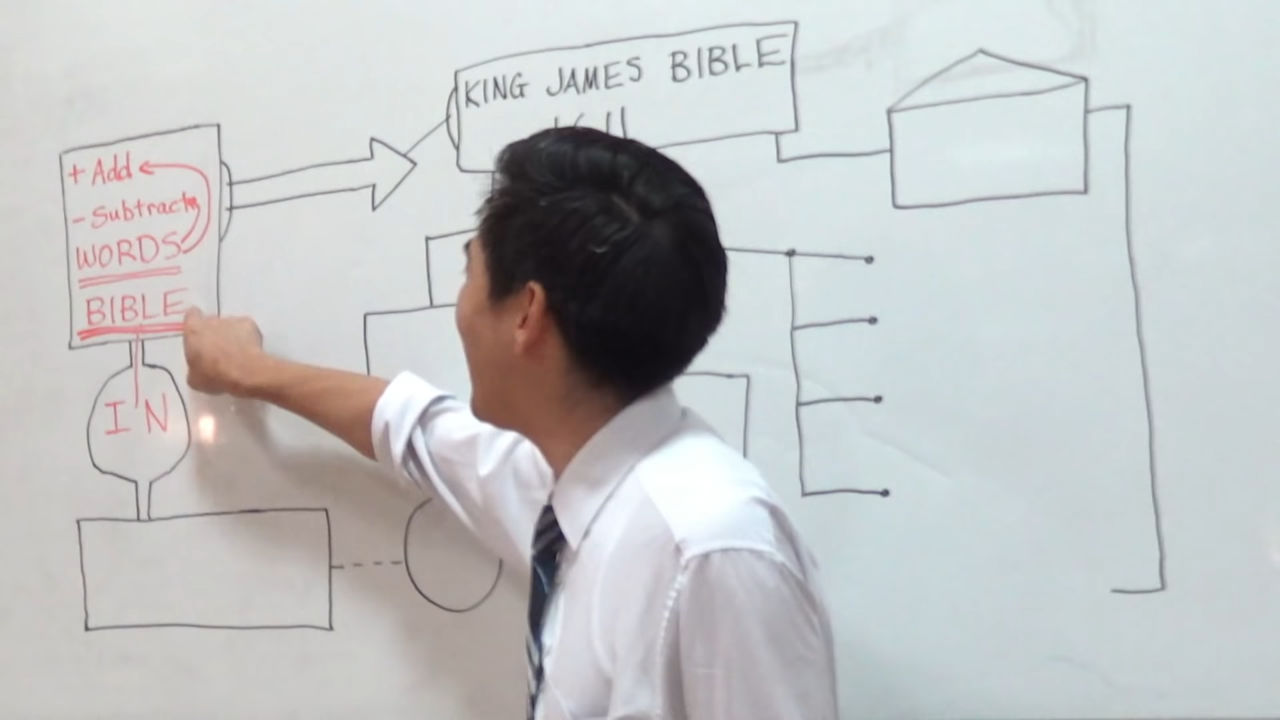 + Add
- Subtract
WORDS
BIBLE
IN
KING JAMES BIBLE